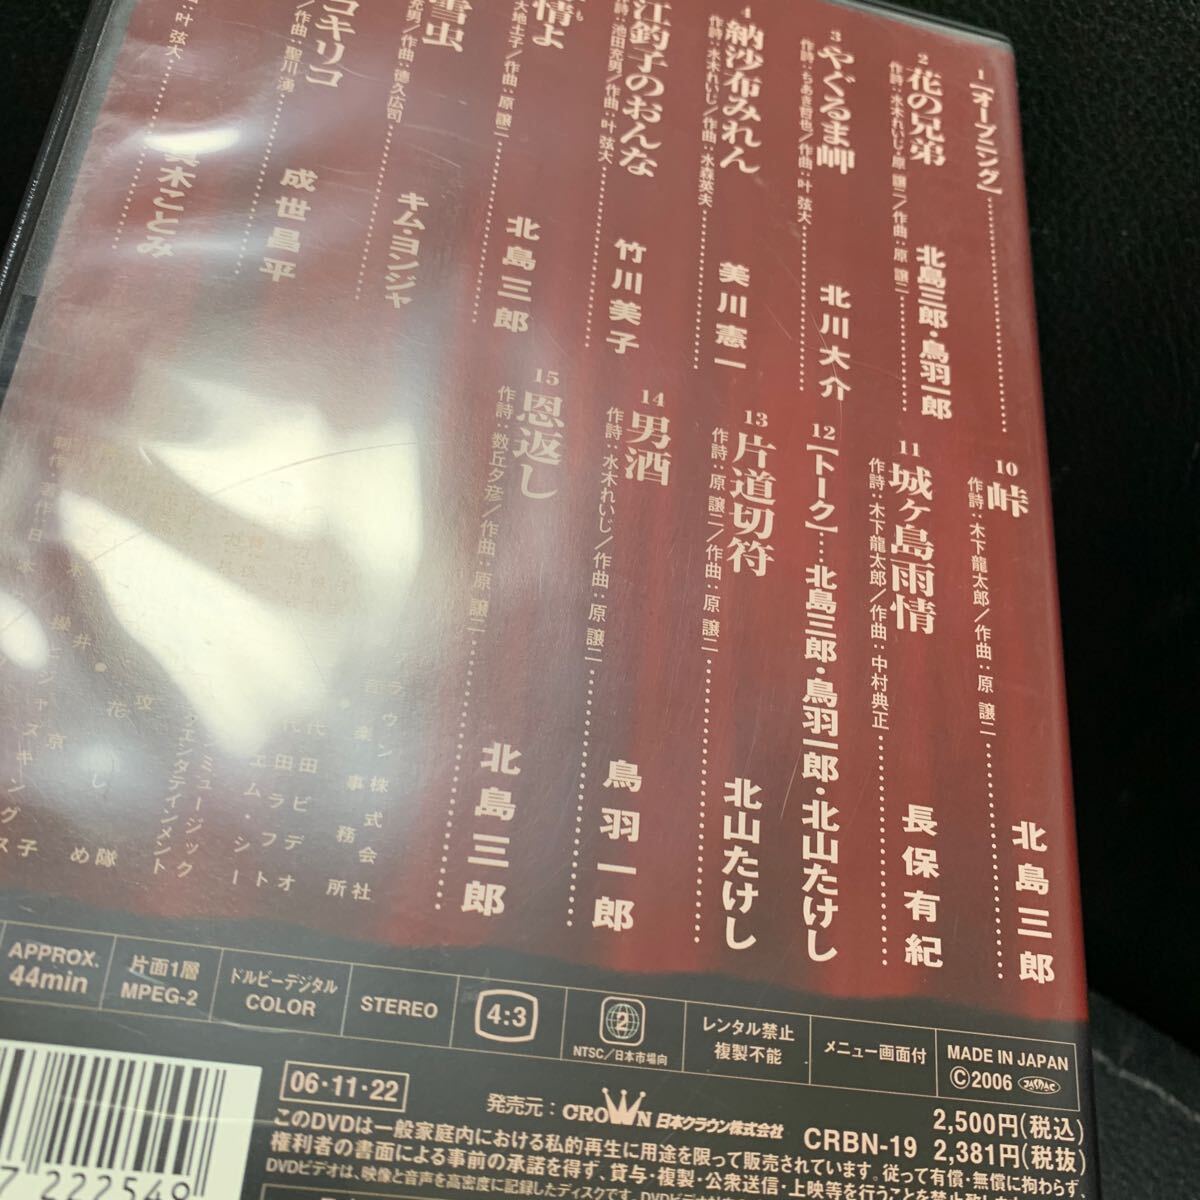 1 【オープニング】
2 花の兄弟
作詩：水木れいじ・原 譲二/作曲：原 譲二
北島三郎・鳥羽一郎
3 やぐるま岬
作詩：ちあき哲也/作曲：叶 弦大
北川大介
4 納沙布みれん
作詩：水木れいじ/作曲：水森英夫
美川憲一
江釣子のおんな
詩：池田充男/作曲：叶弦大
竹川美子
情よ
大地土子/作曲：原 譲二
北島三郎
雪虫
充男/作曲：徳久広司
キム・ヨンジャ
コキリコ
/作曲：聖川 湧
成世昌平
：叶 弦大
真木ことみ
10 峠
作詩：木下龍太郎/作曲：原 譲二
北島三郎
11 城ヶ島雨情
作詩：木下龍太郎/作曲：中村典正
長保有紀
12 【トーク】
北島三郎・鳥羽一郎・北山たけし
13 片道切符
作詩：原 譲二/作曲：原 譲二
北山たけし
14 男酒
作詩：水木れいじ/作曲：原 譲二
鳥羽一郎
15 恩返し
作詩：数丘夕彦/作曲：原 譲二
北島三郎
APPROX. 44min
片面1層 MPEG-2
ドルビーデジタル COLOR
STEREO
4:3
2 NTSC/日本市場向
レンタル禁止 複製不能
メニュー画面付
MADE IN JAPAN ©2006
06・11・22
発売元：CROWN 日本クラウン株式会社
CRBN-19
2,500円(税込)
2,381円(税抜)
このDVDは一般家庭内における私的再生に用途を限って販売されています。従って有償・無償に拘わらず、
権利者の書面による事前の承諾を得ず、貸与・複製・公衆送信・上映等を行うことを禁止致
DVDビデオは、映像と音声を高密度に記録したディスクです。
7 222549